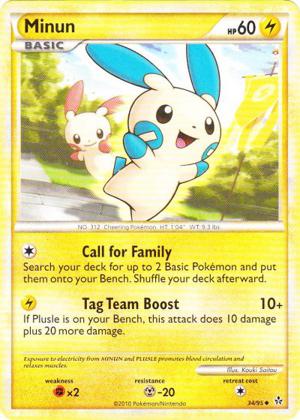 Minun
HP 60
BASIC
NO. 312 Cheering Pokémon. HT: 1'04" WT: 9.3 lbs.
Call for Family
Search your deck for up to 2 Basic Pokémon and put
them onto your Bench. Shuffle your deck afterward.
Tag Team Boost 10+
If Plusle is on your Bench, this attack does 10 damage
plus 20 more damage.
Exposure to electricity from MINUN and PLUSLE promotes blood circulation and
relaxes muscles.
Illus. Kouki Saitou
weakness resistance retreat cost
×2 -20
©2010 Pokémon/Nintendo
34/95